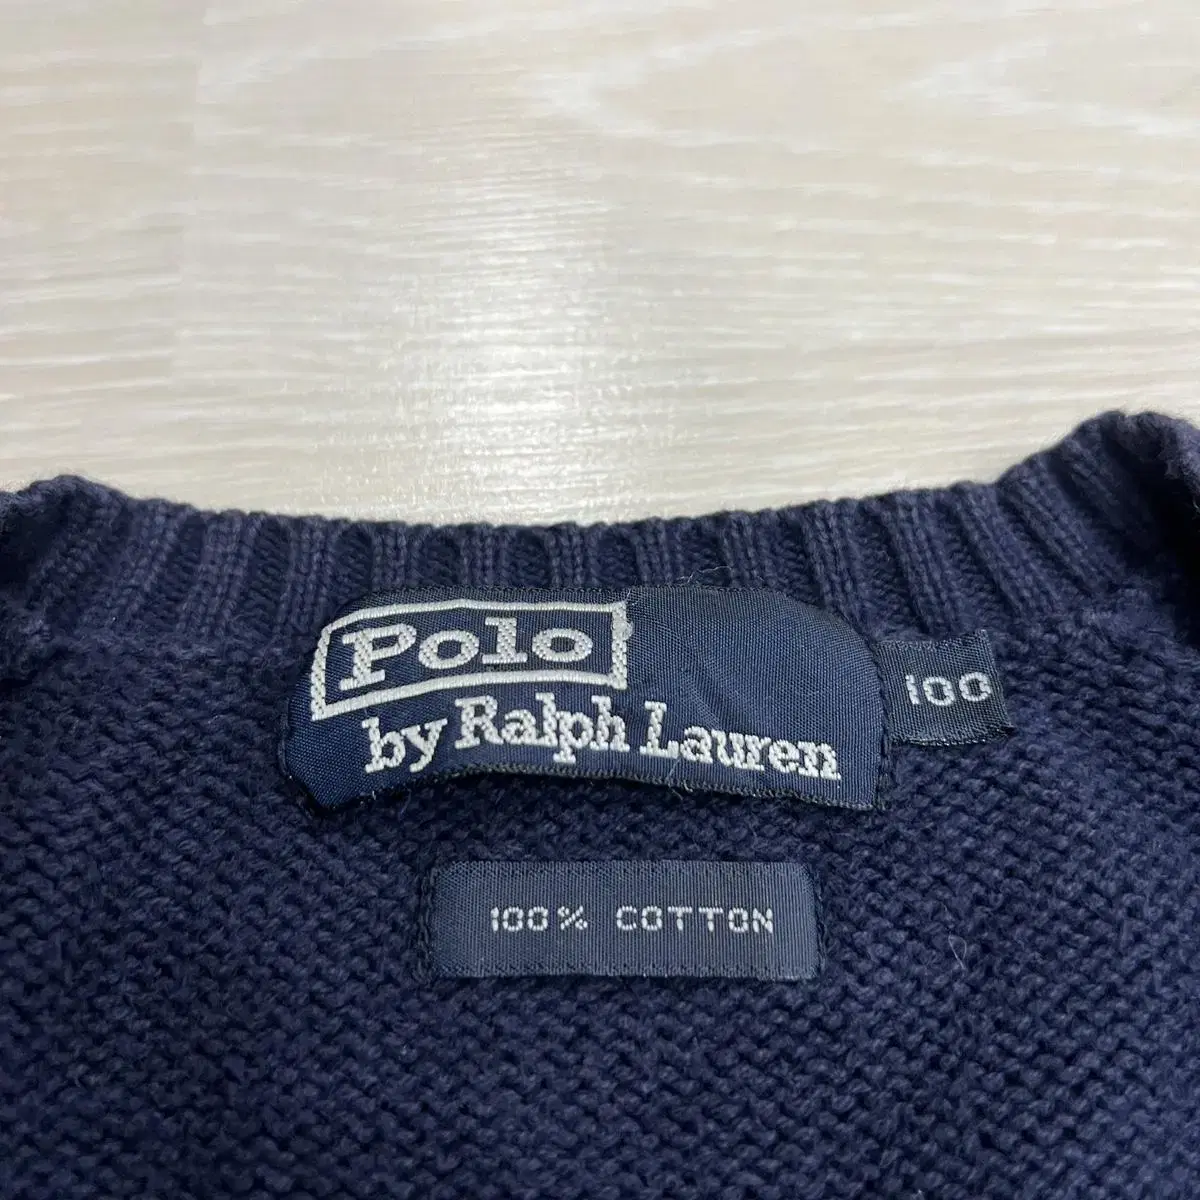 Polo
by Ralph Lauren
100
100% COTTON